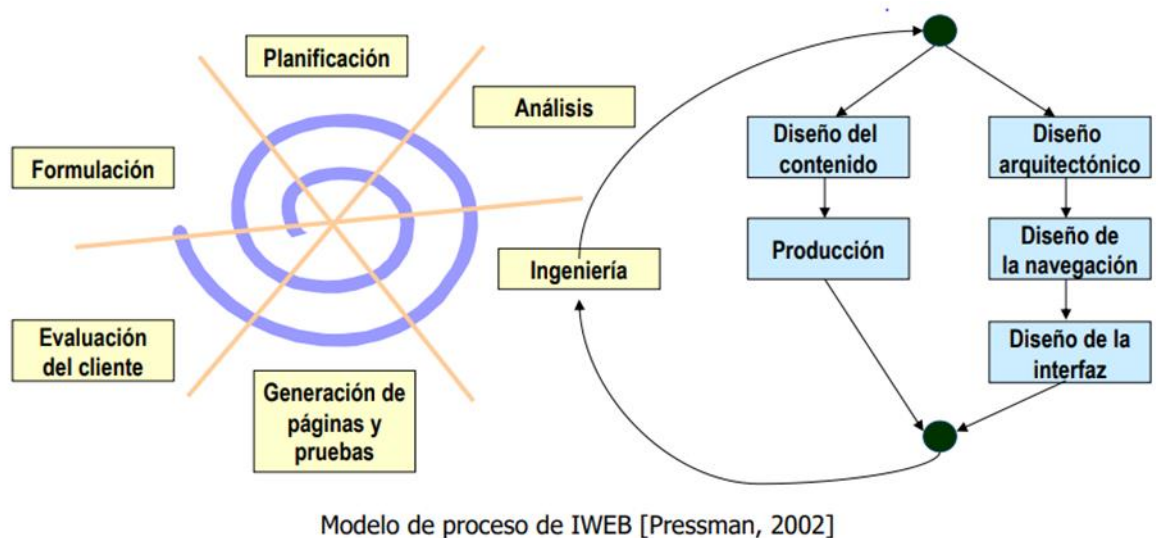 Planificación
Análisis
Formulación
Ingeniería
Evaluación
del cliente
Generación de
páginas y
pruebas
Diseño del
contenido
Producción
Diseño
arquitectónico
Diseño de
la navegación
Diseño de la
interfaz
Modelo de proceso de IWEB [Pressman, 2002]